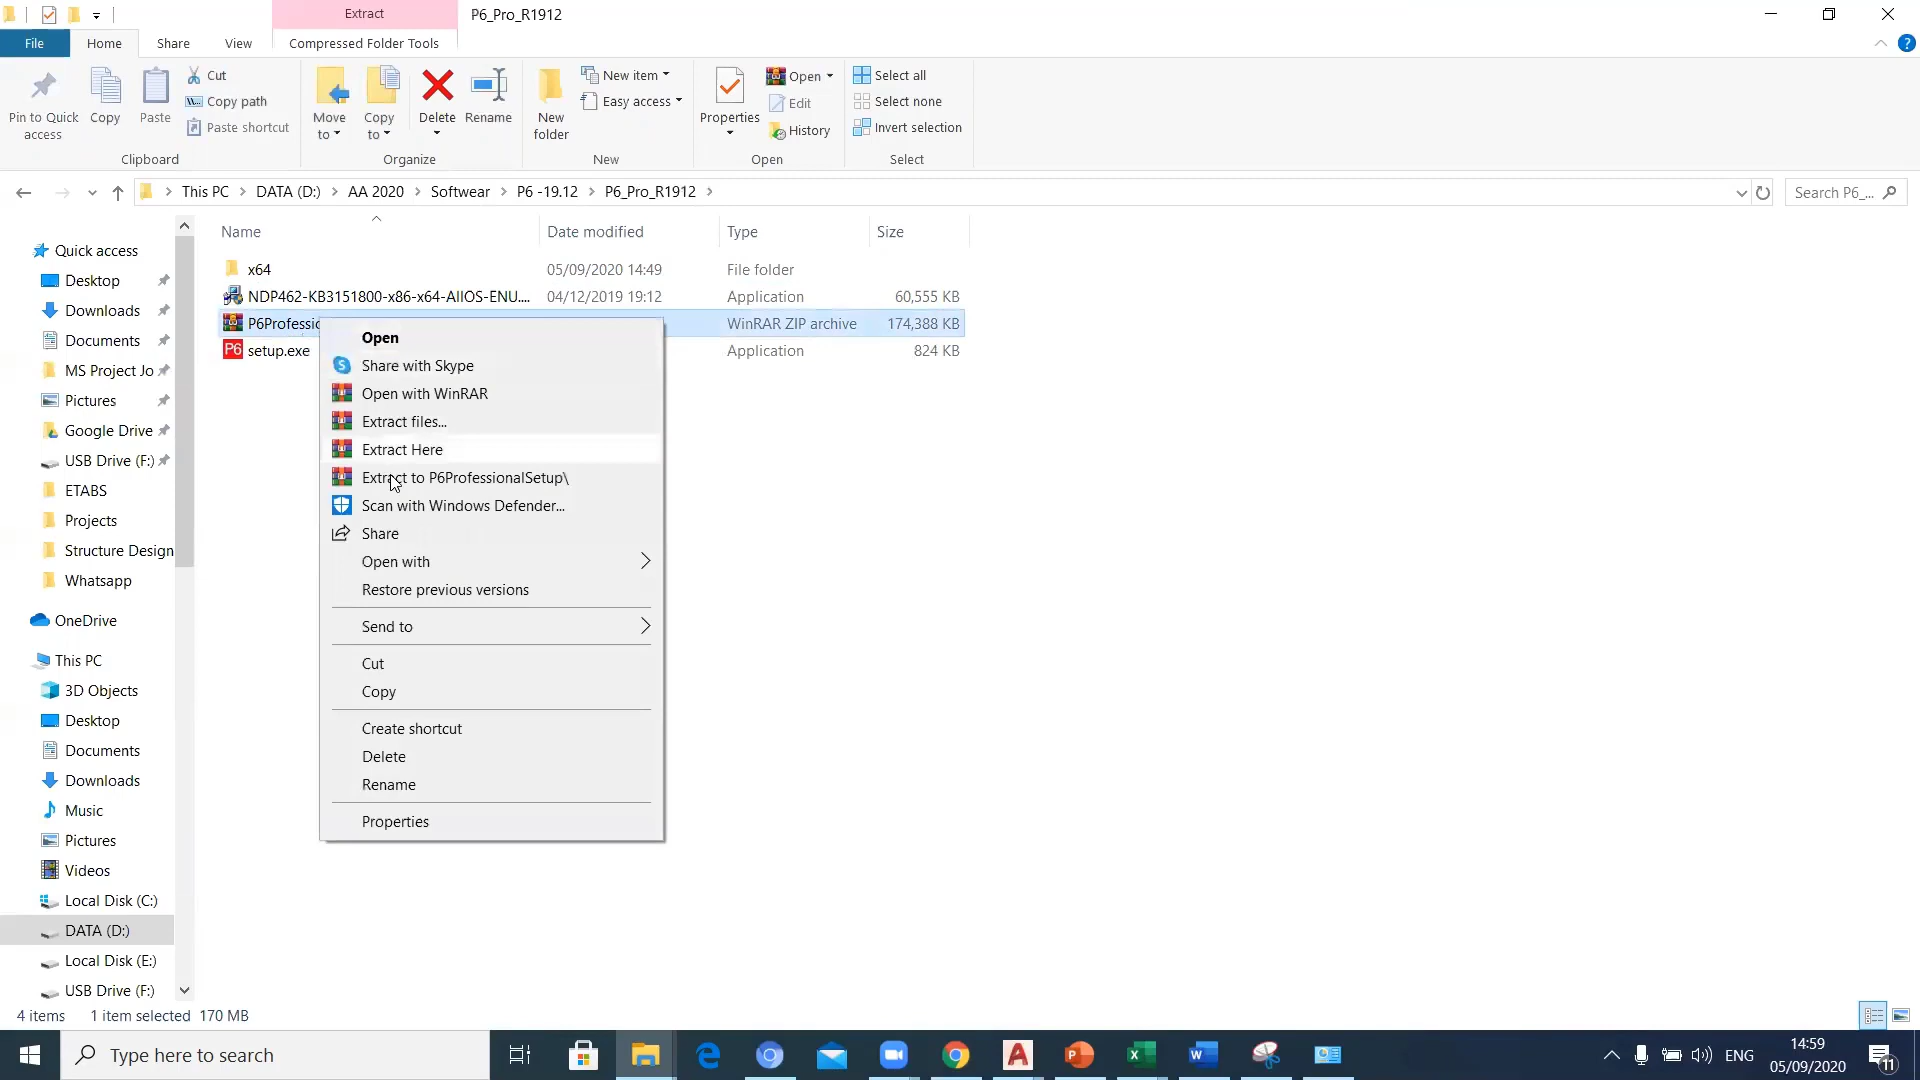 Extract
P6_Pro_R1912
File
Home
Share
View
Compressed Folder Tools
Pin to Quick access
Copy
Paste
Cut
Copy path
Paste shortcut
Clipboard
Move to
Copy to
Delete
Rename
Organize
New folder
New item
Easy access
New
Properties
Open
Edit
History
Open
Select all
Select none
Invert selection
Select
This PC > DATA (D:) > AA 2020 > Softwear > P6 -19.12 > P6_Pro_R1912 >
Search P6_...
Name
Date modified
Type
Size
x64 05/09/2020 14:49 File folder
NDP462-KB3151800-x86-x64-AllOS-ENU.... 04/12/2019 19:12 Application 60,555 KB
P6Professio WinRAR ZIP archive 174,388 KB
P6 setup.exe Application 824 KB
Quick access
Desktop
Downloads
Documents
MS Project Jo
Pictures
Google Drive
USB Drive (F:)
ETABS
Projects
Structure Design
Whatsapp
OneDrive
This PC
3D Objects
Desktop
Documents
Downloads
Music
Pictures
Videos
Local Disk (C:)
DATA (D:)
Local Disk (E:)
USB Drive (F:)
Open
Share with Skype
Open with WinRAR
Extract files...
Extract Here
Extract to P6ProfessionalSetup\
Scan with Windows Defender...
Share
Open with
Restore previous versions
Send to
Cut
Copy
Create shortcut
Delete
Rename
Properties
4 items 1 item selected 170 MB
Type here to search
ENG
14:59
05/09/2020
11